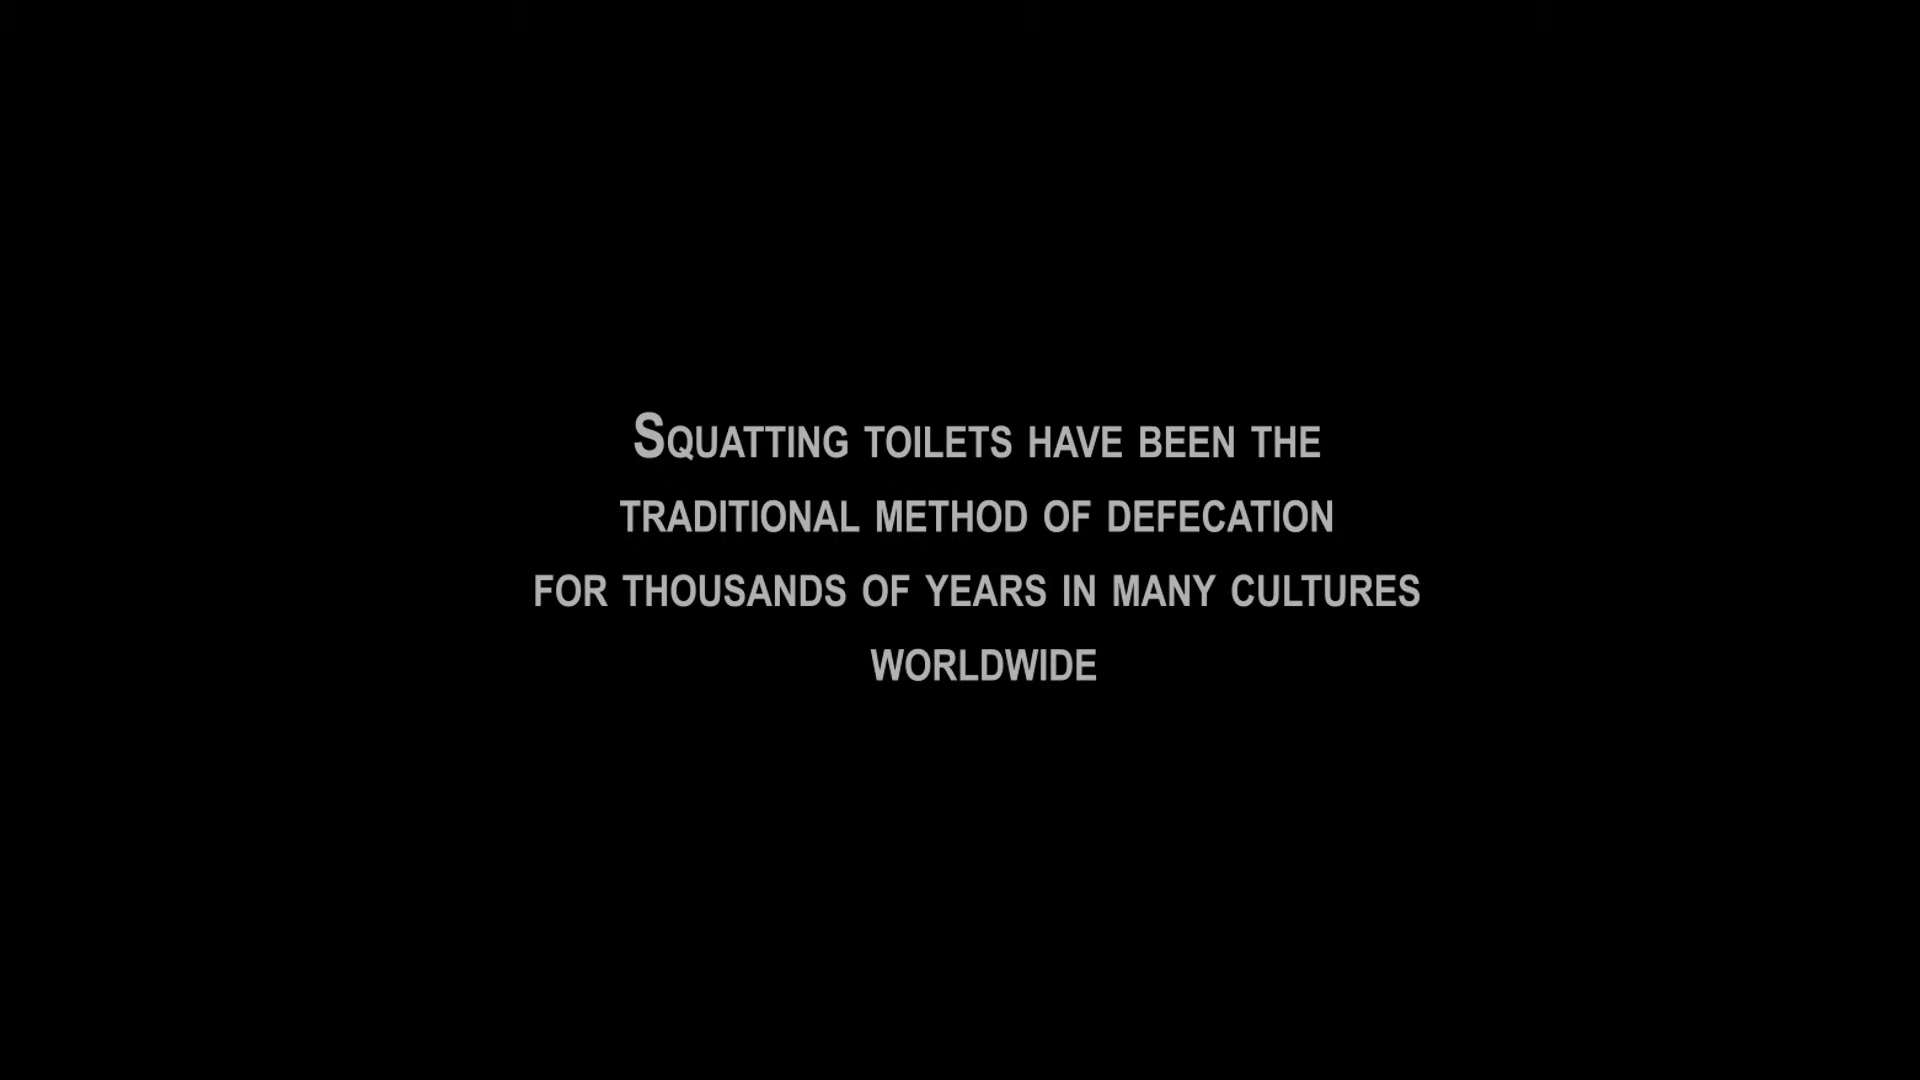 Squatting toilets have been the
traditional method of defecation
for thousands of years in many cultures
worldwide